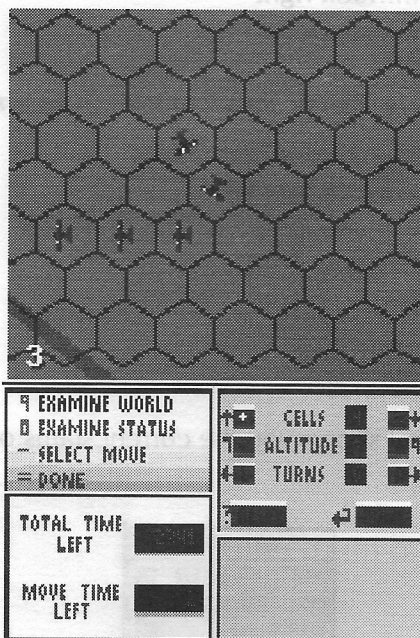 3
9 EXAMINE WORLD
0 EXAMINE STATUS
- SELECT MOVE
= DONE
CELLS
ALTITUDE
TURNS
?
TOTAL TIME
LEFT
MOVE TIME
LEFT